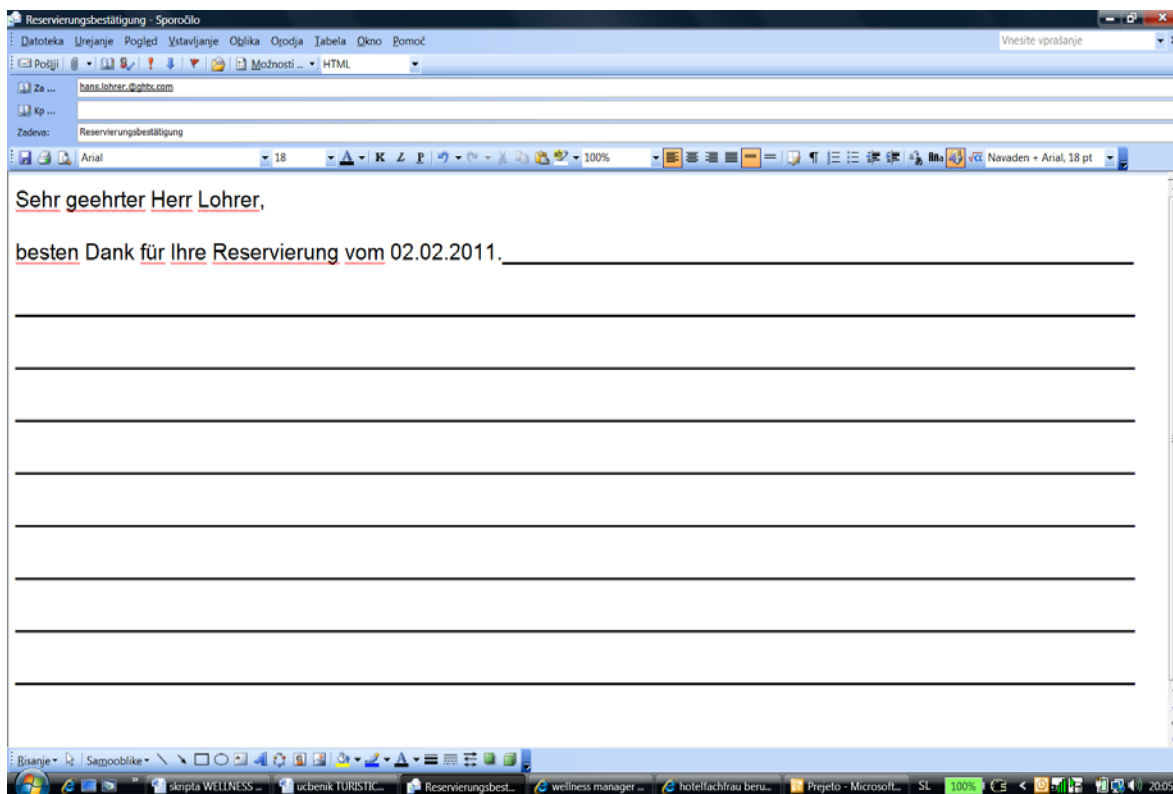 Reservierungsbestätigung - Sporočilo
Datoteka Urejanje Pogled Vstavljanje Oblika Orodja Tabela Okno Pomoč Vnesite vprašanje
Pošlji Možnosti ... HTML
Za ... hans.lohrer.@ghtx.com
Kp ...
Zadeva: Reservierungsbestätigung
Arial 18 A K Z P 100% Navaden + Arial, 18 pt
Sehr geehrter Herr Lohrer,
besten Dank für Ihre Reservierung vom 02.02.2011.
Risanje Samooblike
skripta WELLNESS ... ucbenik TURISTIC... Reservierungsbest... wellness manager ... hotelfachfrau beru... Prejeto - Microsoft... SL 100%